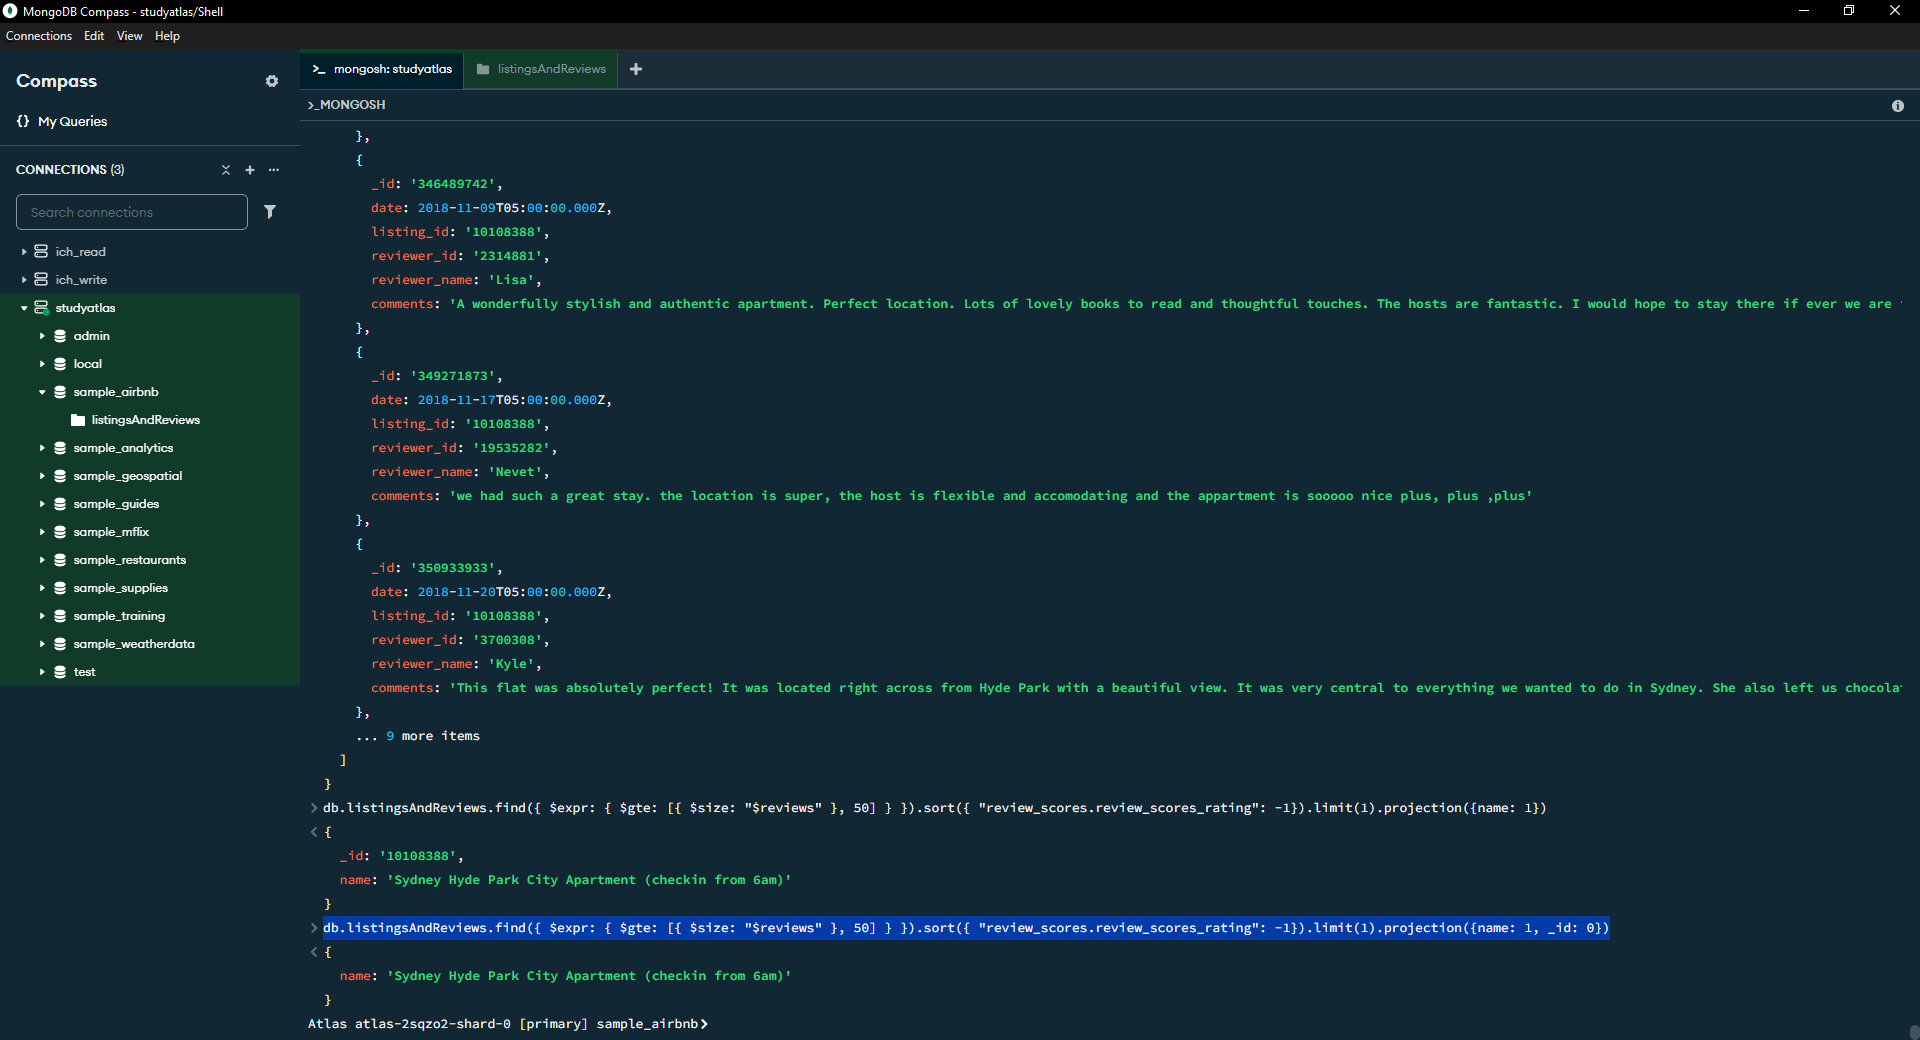 MongoDB Compass - studyatlas/Shell
Connections Edit View Help
Compass
{} My Queries
CONNECTIONS (3)
Search connections
ich_read
ich_write
studyatlas
admin
local
sample_airbnb
listingsAndReviews
sample_analytics
sample_geospatial
sample_guides
sample_mflix
sample_restaurants
sample_supplies
sample_training
sample_weatherdata
test
>_ mongosh: studyatlas
listingsAndReviews
>_MONGOSH
},
{
_id: '346489742',
date: 2018-11-09T05:00:00.000Z,
listing_id: '10108388',
reviewer_id: '2314881',
reviewer_name: 'Lisa',
comments: 'A wonderfully stylish and authentic apartment. Perfect location. Lots of lovely books to read and thoughtful touches. The hosts are fantastic. I would hope to stay there if ever we are
},
{
_id: '349271873',
date: 2018-11-17T05:00:00.000Z,
listing_id: '10108388',
reviewer_id: '19535282',
reviewer_name: 'Nevet',
comments: 'we had such a great stay. the location is super, the host is flexible and accomodating and the appartment is sooooo nice plus, plus ,plus'
},
{
_id: '350933933',
date: 2018-11-20T05:00:00.000Z,
listing_id: '10108388',
reviewer_id: '3700308',
reviewer_name: 'Kyle',
comments: 'This flat was absolutely perfect! It was located right across from Hyde Park with a beautiful view. It was very central to everything we wanted to do in Sydney. She also left us chocola
},
... 9 more items
]
}
> db.listingsAndReviews.find({ $expr: { $gte: [{ $size: "$reviews" }, 50] } }).sort({ "review_scores.review_scores_rating": -1}).limit(1).projection({name: 1})
< {
_id: '10108388',
name: 'Sydney Hyde Park City Apartment (checkin from 6am)'
}
> db.listingsAndReviews.find({ $expr: { $gte: [{ $size: "$reviews" }, 50] } }).sort({ "review_scores.review_scores_rating": -1}).limit(1).projection({name: 1, _id: 0})
< {
name: 'Sydney Hyde Park City Apartment (checkin from 6am)'
}
Atlas atlas-2sqzo2-shard-0 [primary] sample_airbnb>